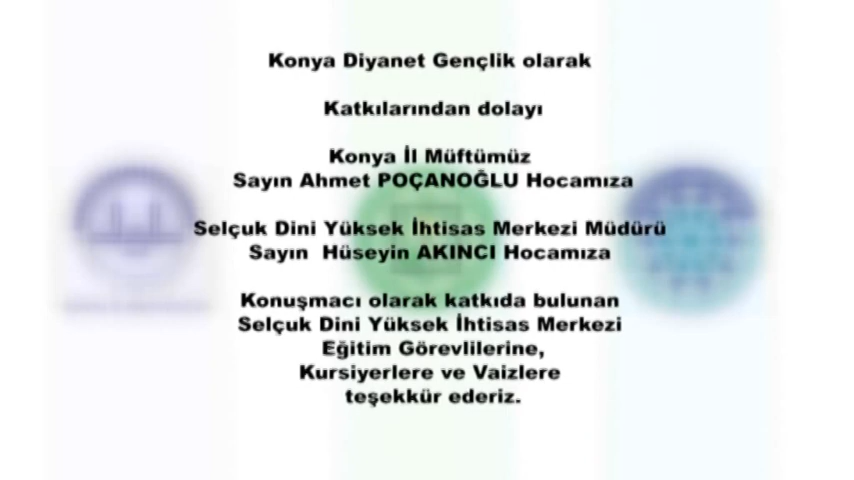 Konya Diyanet Gençlik olarak
Katkılarından dolayı
Konya İl Müftümüz
Sayın Ahmet POÇANOĞLU Hocamıza
Selçuk Dini Yüksek İhtisas Merkezi Müdürü
Sayın Hüseyin AKINCI Hocamıza
Konuşmacı olarak katkıda bulunan
Selçuk Dini Yüksek İhtisas Merkezi
Eğitim Görevlilerine,
Kursiyerlere ve Vaizlere
teşekkür ederiz.